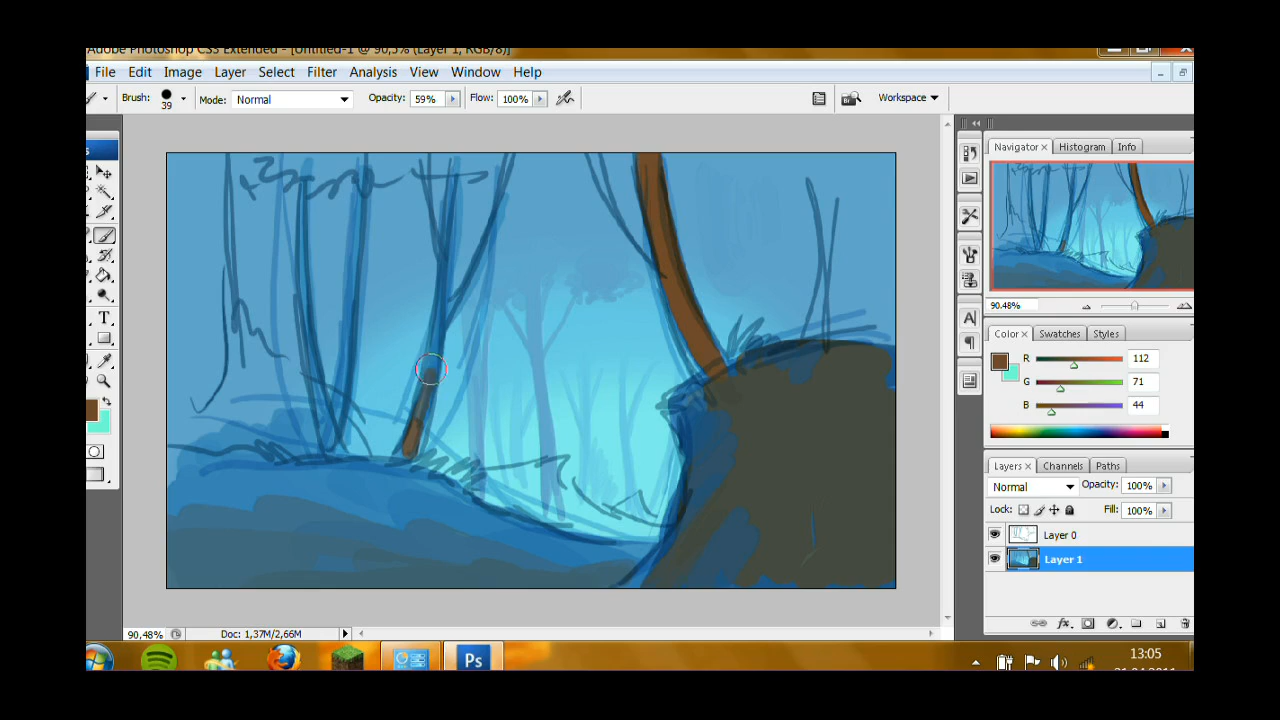 Adobe Photoshop CS3 Extended - [Untitled-1 @ 90,5% (Layer 1, RGB/8)]
File Edit Image Layer Select Filter Analysis View Window Help
Brush: 39 Mode: Normal Opacity: 59% Flow: 100% Workspace
Navigator × Histogram Info
90.48%
Color × Swatches Styles
R 112
G 71
B 44
Layers × Channels Paths
Normal Opacity: 100%
Lock: Fill: 100%
Layer 0
Layer 1
90,48% Doc: 1,37M/2,66M
Ps
13:05